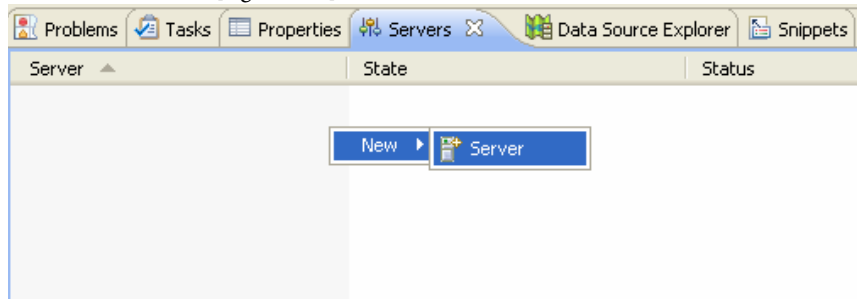 Problems Tasks Properties Servers Data Source Explorer Snippets
Server State Status
New Server